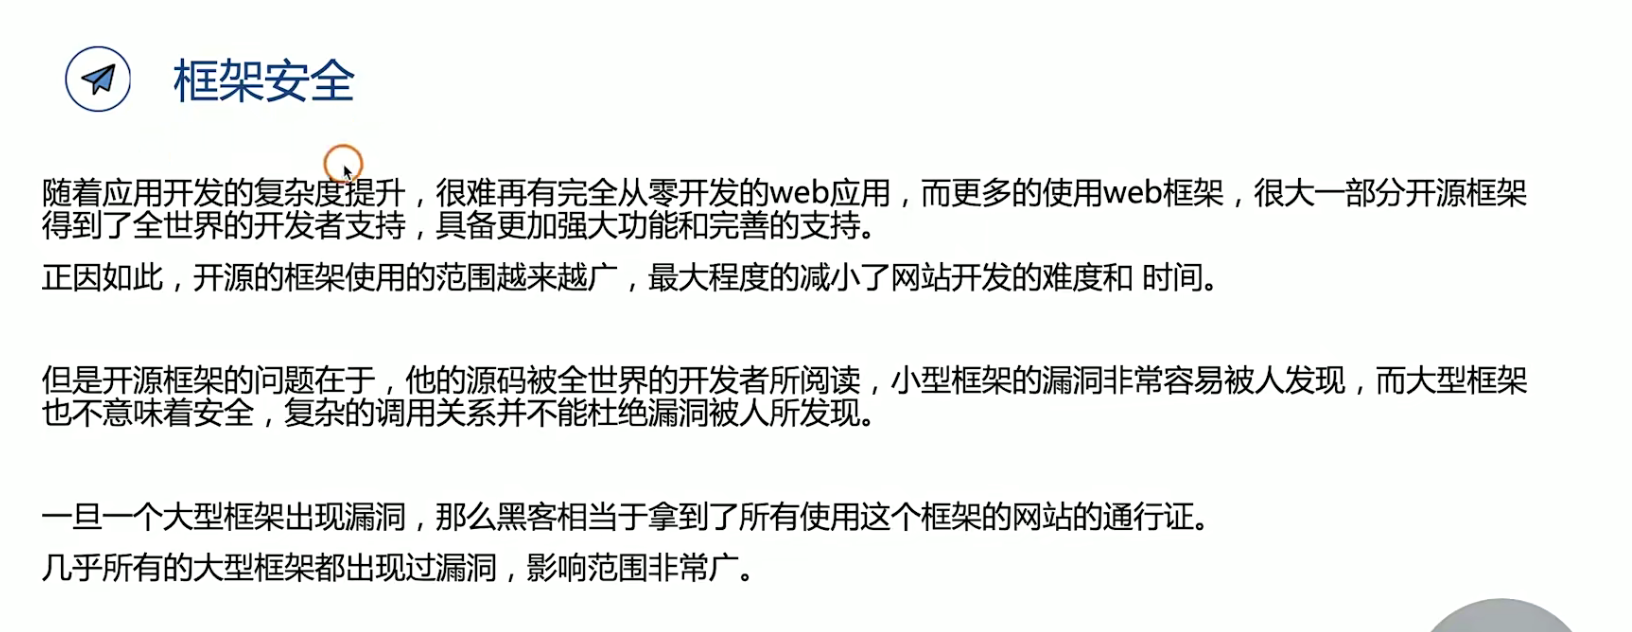 框架安全
随着应用开发的复杂度提升，很难再有完全从零开发的web应用，而更多的使用web框架，很大一部分开源框架
得到了全世界的开发者支持，具备更加强大功能和完善的支持。
正因如此，开源的框架使用的范围越来越广，最大程度的减小了网站开发的难度和 时间。
但是开源框架的问题在于，他的源码被全世界的开发者所阅读，小型框架的漏洞非常容易被人发现，而大型框架
也不意味着安全，复杂的调用关系并不能杜绝漏洞被人所发现。
一旦一个大型框架出现漏洞，那么黑客相当于拿到了所有使用这个框架的网站的通行证。
几乎所有的大型框架都出现过漏洞，影响范围非常广。